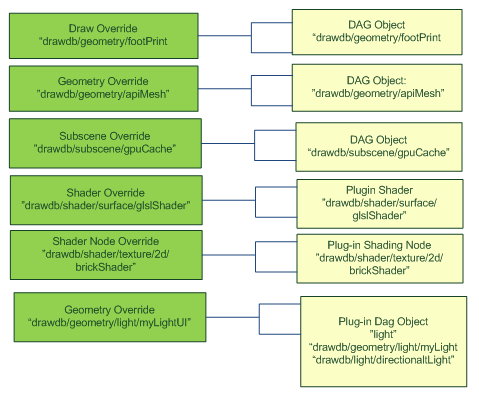 Draw Override
"drawdb/geometry/footPrint"
DAG Object
“drawdb/geometry/footPrint
Geometry Override
"drawdb/geometry/apiMesh”
DAG Object:
"drawdb/geometry/apiMesh”
Subscene Override
“drawdb/subscene/gpuCache”
DAG Object
“drawdb/subscene/gpuCache”
Shader Override
“drawdb/shader/surface/glslShader”
Plugin Shader
"drawdb/shader/surface/
glslShader”
Shader Node Override
"drawdb/shader/texture/2d/
brickShader”
Plug-in Shading Node
"drawdb/shader/texture/2d/
brickShader”
Geometry Override
“drawdb/geometry/light/myLightUI”
Plug-in Dag Object
"light”
“drawdb/geometry/light/myLight
“drawdb/light/directionaltLight”